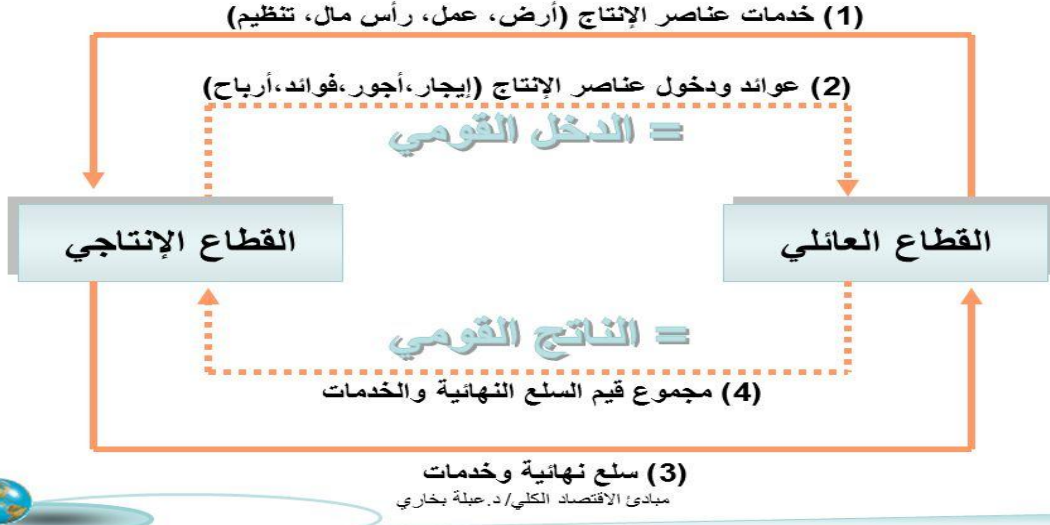 (1) خدمات عناصر الإنتاج (أرض، عمل، رأس مال، تنظيم)
(2) عوائد ودخول عناصر الإنتاج (إيجار،أجور،فوائد،أرباح)
= الدخل القومي
القطاع العائلي
القطاع الإنتاجي
= الناتج القومي
(4) مجموع قيم السلع النهائية والخدمات
(3) سلع نهائية وخدمات
مبادئ الاقتصاد الكلي/ د.عبلة بخاري